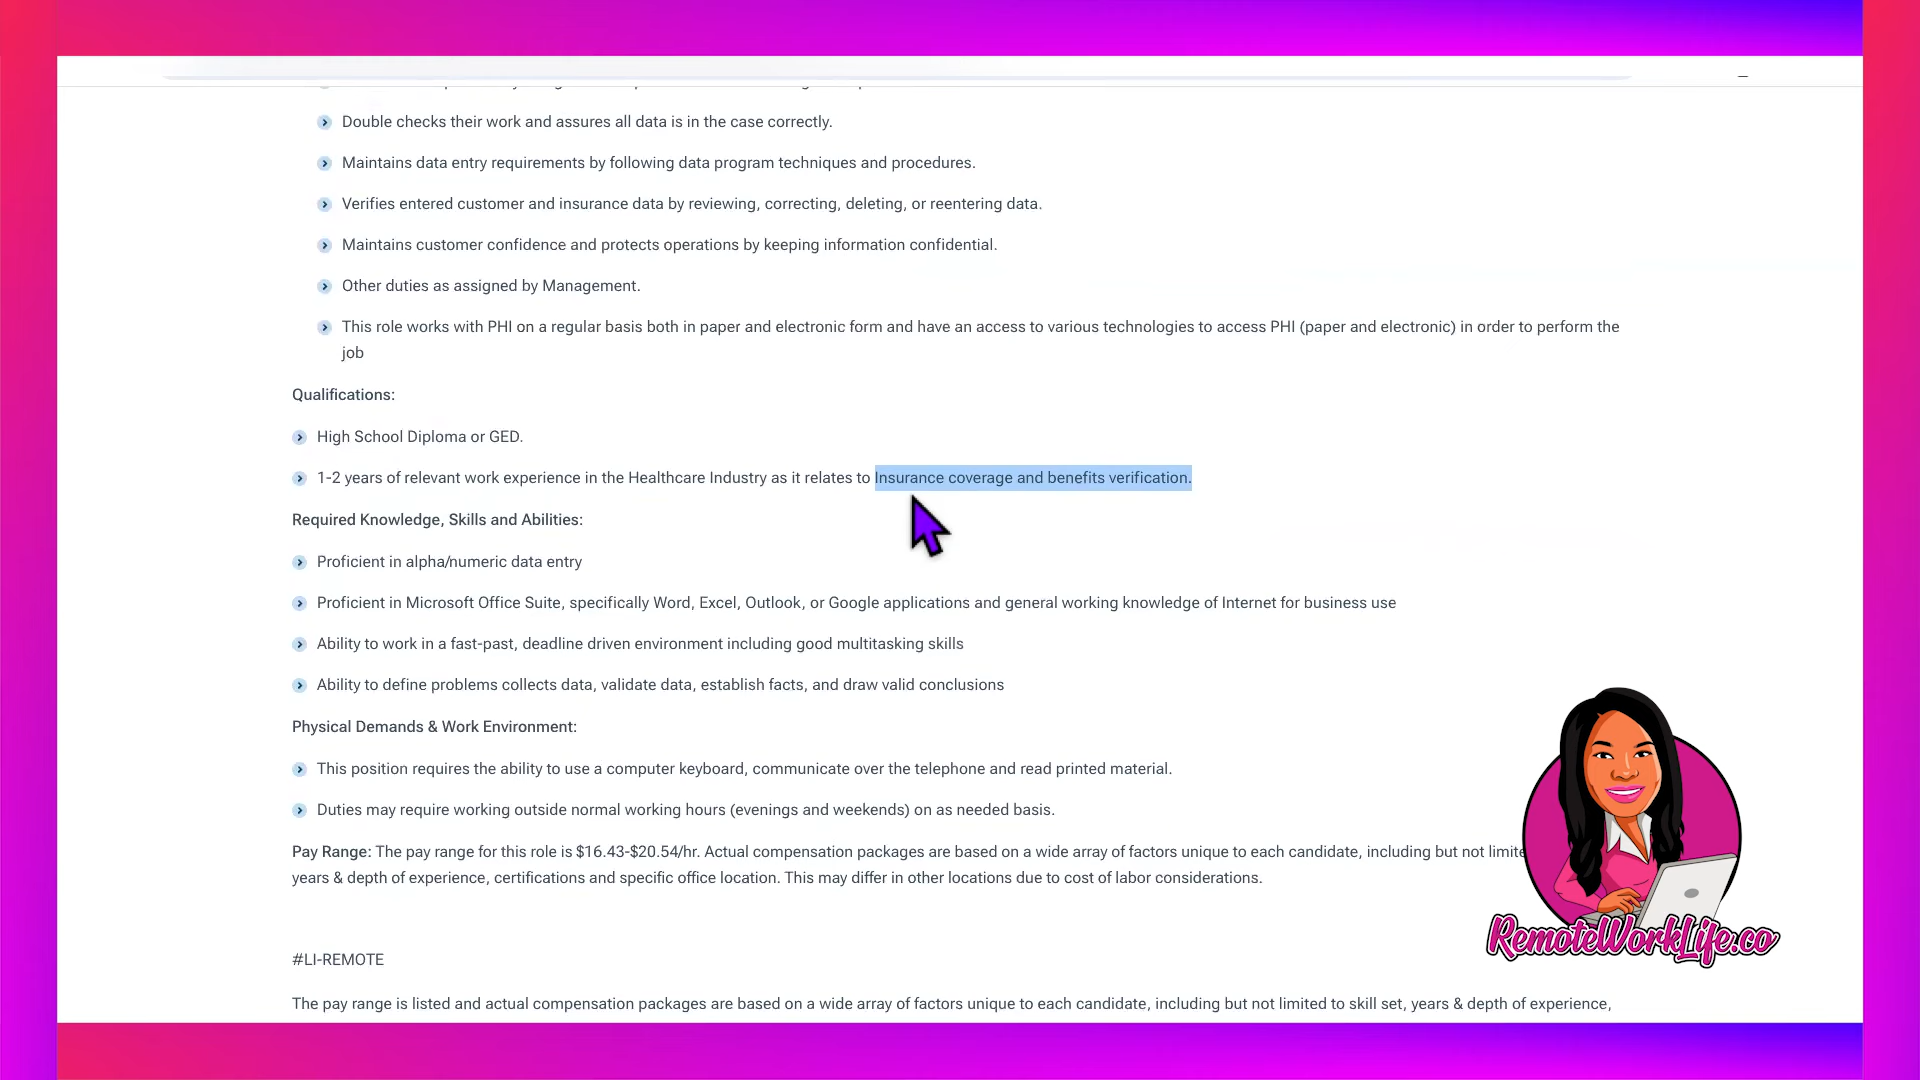 Double checks their work and assures all data is in the case correctly.
Maintains data entry requirements by following data program techniques and procedures.
Verifies entered customer and insurance data by reviewing, correcting, deleting, or reentering data.
Maintains customer confidence and protects operations by keeping information confidential.
Other duties as assigned by Management.
This role works with PHI on a regular basis both in paper and electronic form and have an access to various technologies to access PHI (paper and electronic) in order to perform the
job
Qualifications:
High School Diploma or GED.
1-2 years of relevant work experience in the Healthcare Industry as it relates to Insurance coverage and benefits verification.
Required Knowledge, Skills and Abilities:
Proficient in alpha/numeric data entry
Proficient in Microsoft Office Suite, specifically Word, Excel, Outlook, or Google applications and general working knowledge of Internet for business use
Ability to work in a fast-past, deadline driven environment including good multitasking skills
Ability to define problems collects data, validate data, establish facts, and draw valid conclusions
Physical Demands & Work Environment:
This position requires the ability to use a computer keyboard, communicate over the telephone and read printed material.
Duties may require working outside normal working hours (evenings and weekends) on as needed basis.
Pay Range: The pay range for this role is $16.43-$20.54/hr. Actual compensation packages are based on a wide array of factors unique to each candidate, including but not limite
years & depth of experience, certifications and specific office location. This may differ in other locations due to cost of labor considerations.
RemoteWorkLife.co
#LI-REMOTE
The pay range is listed and actual compensation packages are based on a wide array of factors unique to each candidate, including but not limited to skill set, years & depth of experience,